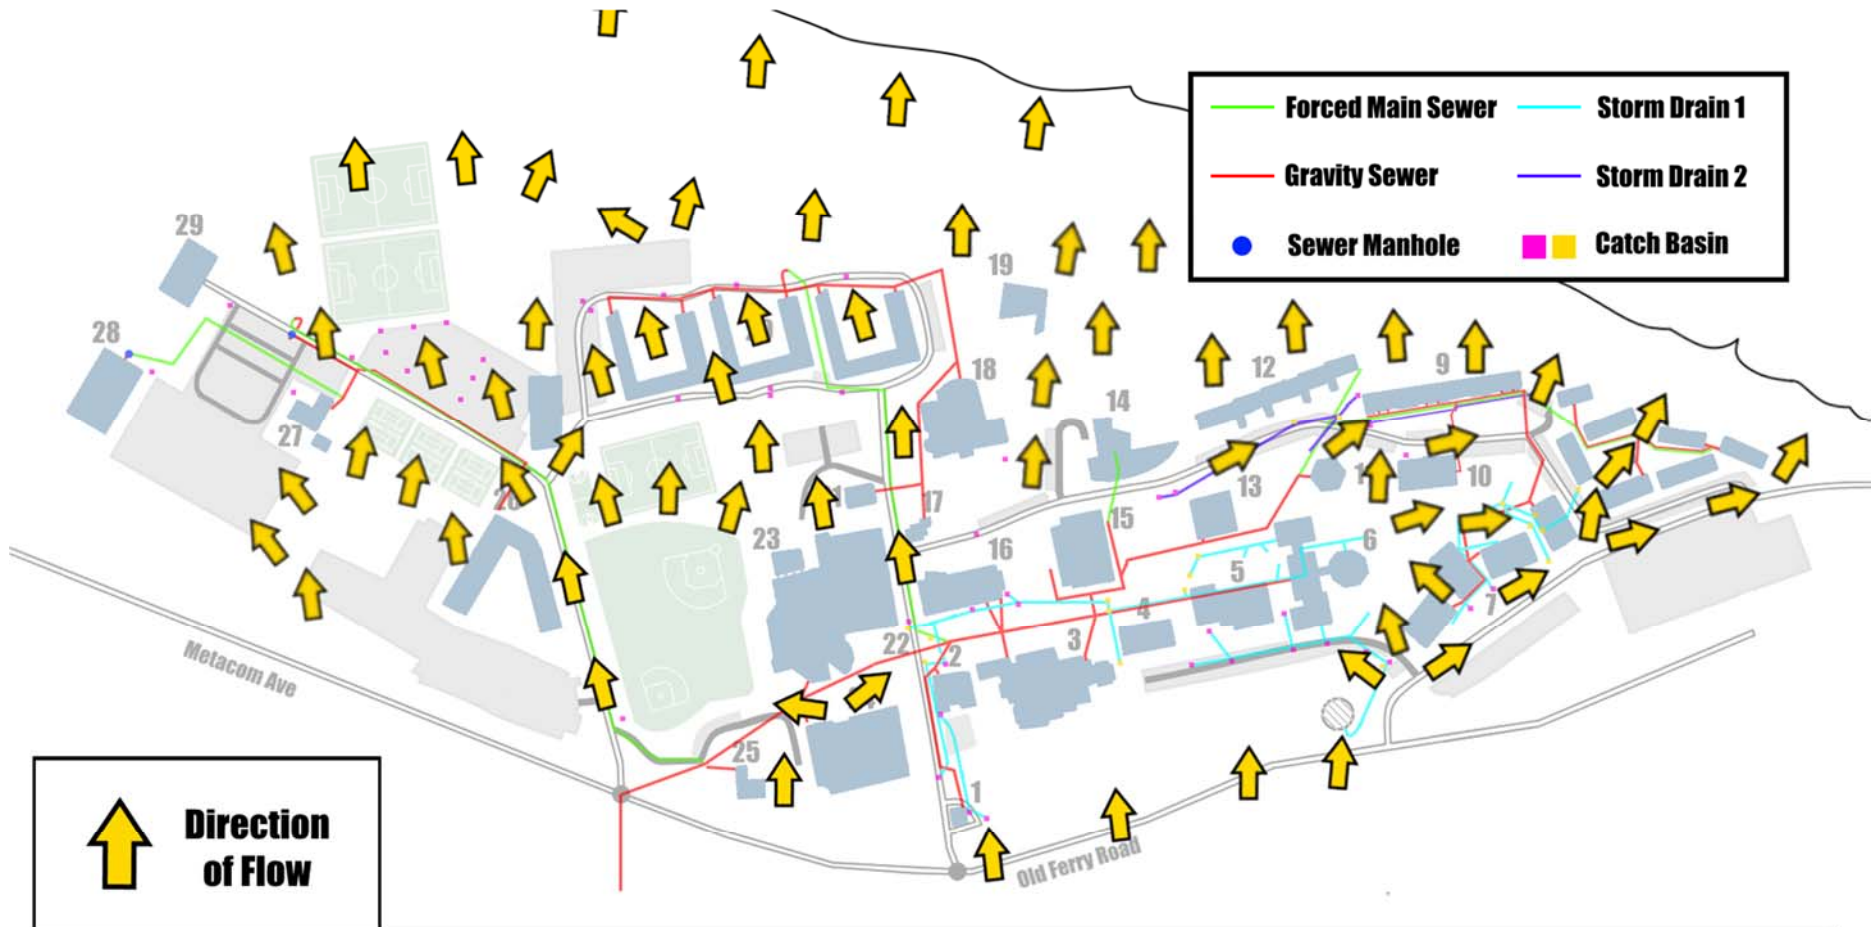 Forced Main Sewer
Storm Drain 1
Gravity Sewer
Storm Drain 2
Sewer Manhole
Catch Basin
29
19
28
12
9
18
14
27
10
13
17
15
23
16
6
5
7
4
3
22
2
Metacom Ave
25
1
Old Ferry Road
Direction
of Flow